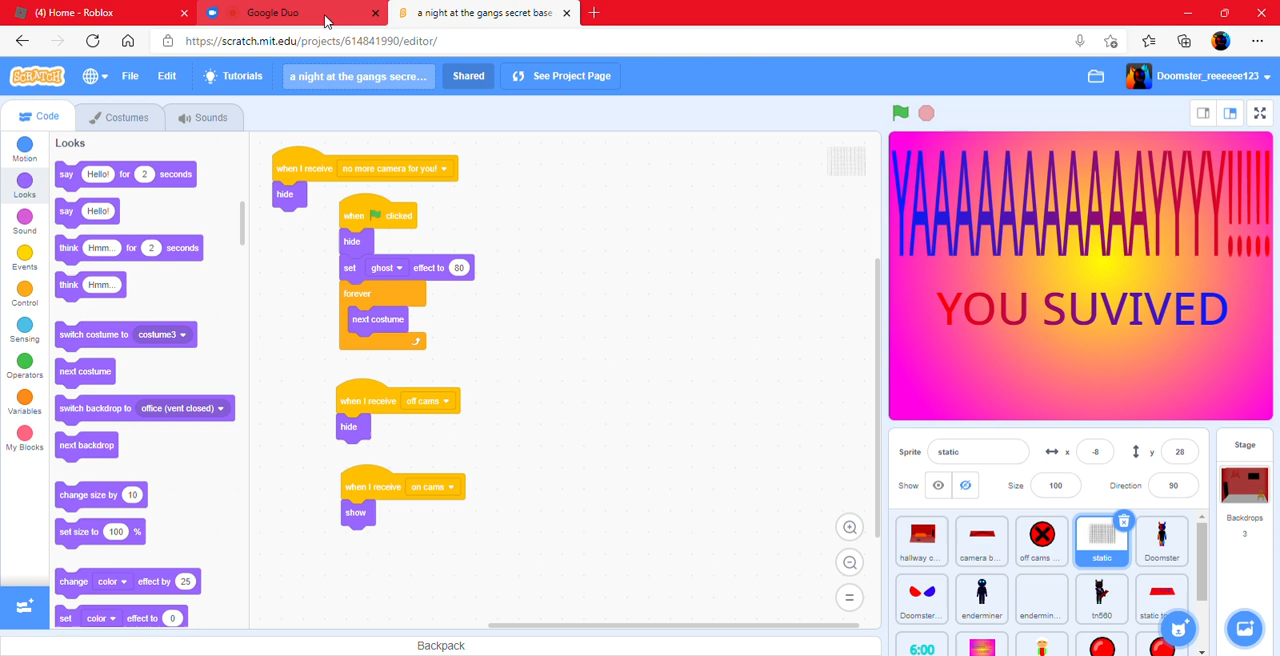 (4) Home - Roblox
Google Duo
a night at the gangs secret base
https://scratch.mit.edu/projects/614841990/editor/
SCRATCH
File
Edit
Tutorials
a night at the gangs secre...
Shared
See Project Page
Doomster_reeeeee123
Code
Costumes
Sounds
Motion
Looks
Sound
Events
Control
Sensing
Operators
Variables
My Blocks
Looks
say Hello! for 2 seconds
say Hello!
think Hmm... for 2 seconds
think Hmm...
switch costume to costume3
next costume
switch backdrop to office (vent closed)
next backdrop
change size by 10
set size to 100 %
change color effect by 25
set color effect to 0
when I receive no more camera for you!
hide
when clicked
hide
set ghost effect to 80
forever
next costume
when I receive off cams
hide
when I receive on cams
show
Backpack
YAAAAAAAAAAYYYY!!!!!!
YOU SUVIVED
Sprite static x -8 y 28
Show Size 100 Direction 90
hallway c...
camera b...
off cams ...
static
Doomster
Doomster...
enderminer
endermin...
tn560
6:00
Stage
Backdrops
3